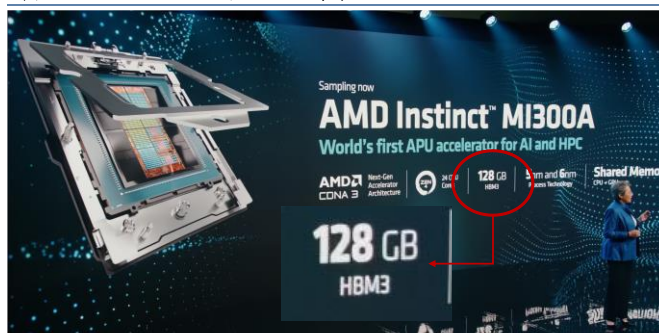 Sampling now
AMD Instinct™ MI300A
World's first APU accelerator for AI and HPC
AMD
CDNA 3
Next-Gen
Accelerator
Architecture
128 GB
HBM3
5nm and 6nm
Process Technology
Shared Memo
128 GB
HBM3